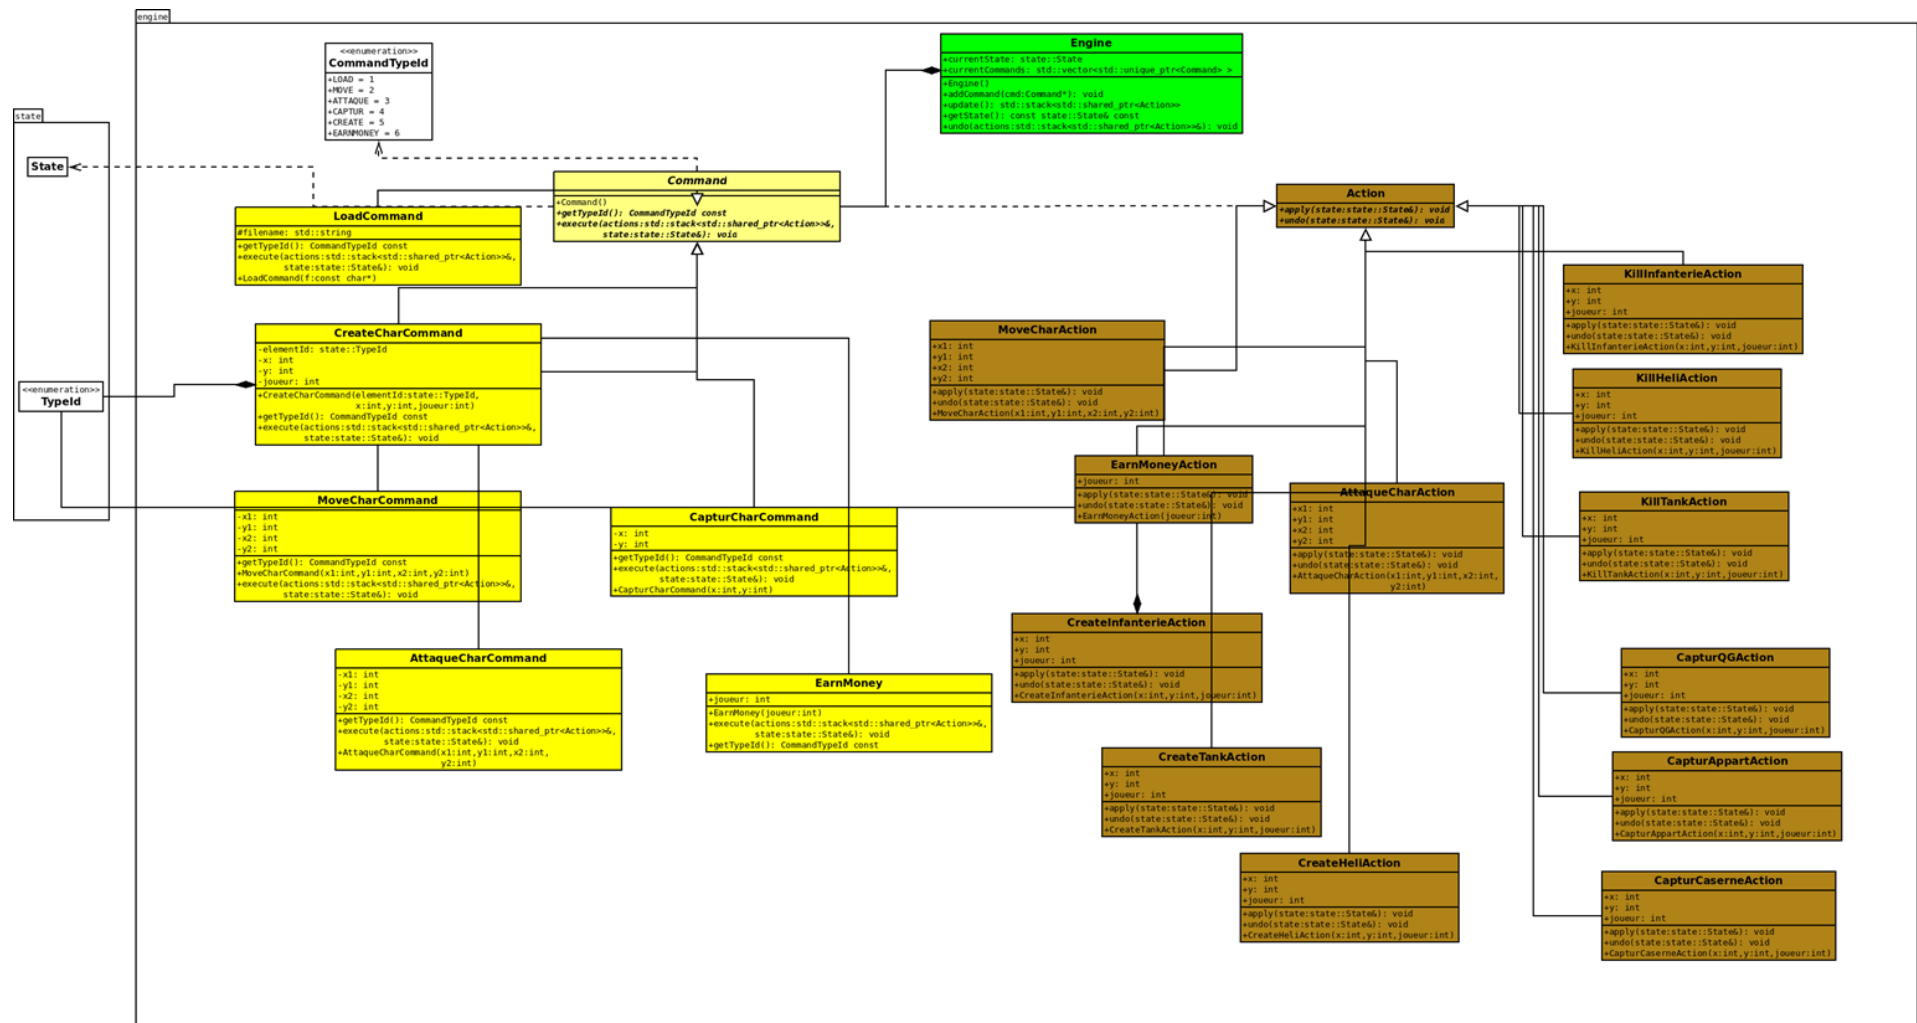 engine
<<enumeration>>
CommandTypeId
+LOAD = 1
+MOVE = 2
+ATTAQUE = 3
+CAPTUR = 4
+CREATE = 5
+EARNMONEY = 6
Engine
+currentState: state::State
+currentCommands: std::vector<std::unique_ptr<Command> >
+Engine()
+addCommand(cmd:Command*): void
+update(): std::stack<std::shared_ptr<Action>>
+getState(): const state::State& const
+undo(actions:std::stack<std::shared_ptr<Action>>&): void
state
State
<<enumeration>>
TypeId
Command
+Command()
+getTypeId(): CommandTypeId const
+execute(actions:std::stack<std::shared_ptr<Action>>&,
state:state::State&): void
Action
+apply(state:state::State&): void
+undo(state:state::State&): void
LoadCommand
#filename: std::string
+getTypeId(): CommandTypeId const
+execute(actions:std::stack<std::shared_ptr<Action>>&,
state:state::State&): void
+LoadCommand(f:const char*)
CreateCharCommand
-elementId: state::TypeId
-x: int
-y: int
-joueur: int
+CreateCharCommand(elementId:state::TypeId,
x:int,y:int,joueur:int)
+getTypeId(): CommandTypeId const
+execute(actions:std::stack<std::shared_ptr<Action>>&,
state:state::State&): void
MoveCharCommand
-x1: int
-y1: int
-x2: int
-y2: int
+getTypeId(): CommandTypeId const
+MoveCharCommand(x1:int,y1:int,x2:int,y2:int)
+execute(actions:std::stack<std::shared_ptr<Action>>&,
state:state::State&): void
CapturCharCommand
-x: int
-y: int
+getTypeId(): CommandTypeId const
+execute(actions:std::stack<std::shared_ptr<Action>>&,
state:state::State&): void
+CapturCharCommand(x:int,y:int)
AttaqueCharCommand
-x1: int
-y1: int
-x2: int
-y2: int
+getTypeId(): CommandTypeId const
+execute(actions:std::stack<std::shared_ptr<Action>>&,
state:state::State&): void
+AttaqueCharCommand(x1:int,y1:int,x2:int,
y2:int)
EarnMoney
+joueur: int
+EarnMoney(joueur:int)
+execute(actions:std::stack<std::shared_ptr<Action>>&,
state:state::State&): void
+getTypeId(): CommandTypeId const
MoveCharAction
+x1: int
+y1: int
+x2: int
+y2: int
+apply(state:state::State&): void
+undo(state:state::State&): void
+MoveCharAction(x1:int,y1:int,x2:int,y2:int)
EarnMoneyAction
+joueur: int
+apply(state:state::State&): void
+undo(state:state::State&): void
+EarnMoneyAction(joueur:int)
AttaqueCharAction
+x1: int
+y1: int
+x2: int
+y2: int
+apply(state:state::State&): void
+undo(state:state::State&): void
+AttaqueCharAction(x1:int,y1:int,x2:int,
y2:int)
CreateInfanterieAction
+x: int
+y: int
+joueur: int
+apply(state:state::State&): void
+undo(state:state::State&): void
+CreateInfanterieAction(x:int,y:int,joueur:int)
CreateTankAction
+x: int
+y: int
+joueur: int
+apply(state:state::State&): void
+undo(state:state::State&): void
+CreateTankAction(x:int,y:int,joueur:int)
CreateHeliAction
+x: int
+y: int
+joueur: int
+apply(state:state::State&): void
+undo(state:state::State&): void
+CreateHeliAction(x:int,y:int,joueur:int)
KillInfanterieAction
+x: int
+y: int
+joueur: int
+apply(state:state::State&): void
+undo(state:state::State&): void
+KillInfanterieAction(x:int,y:int,joueur:int)
KillHeliAction
+x: int
+y: int
+joueur: int
+apply(state:state::State&): void
+undo(state:state::State&): void
+KillHeliAction(x:int,y:int,joueur:int)
KillTankAction
+x: int
+y: int
+joueur: int
+apply(state:state::State&): void
+undo(state:state::State&): void
+KillTankAction(x:int,y:int,joueur:int)
CapturQGAction
+x: int
+y: int
+joueur: int
+apply(state:state::State&): void
+undo(state:state::State&): void
+CapturQGAction(x:int,y:int,joueur:int)
CapturAppartAction
+x: int
+y: int
+joueur: int
+apply(state:state::State&): void
+undo(state:state::State&): void
+CapturAppartAction(x:int,y:int,joueur:int)
CapturCaserneAction
+x: int
+y: int
+joueur: int
+apply(state:state::State&): void
+undo(state:state::State&): void
+CapturCaserneAction(x:int,y:int,joueur:int)